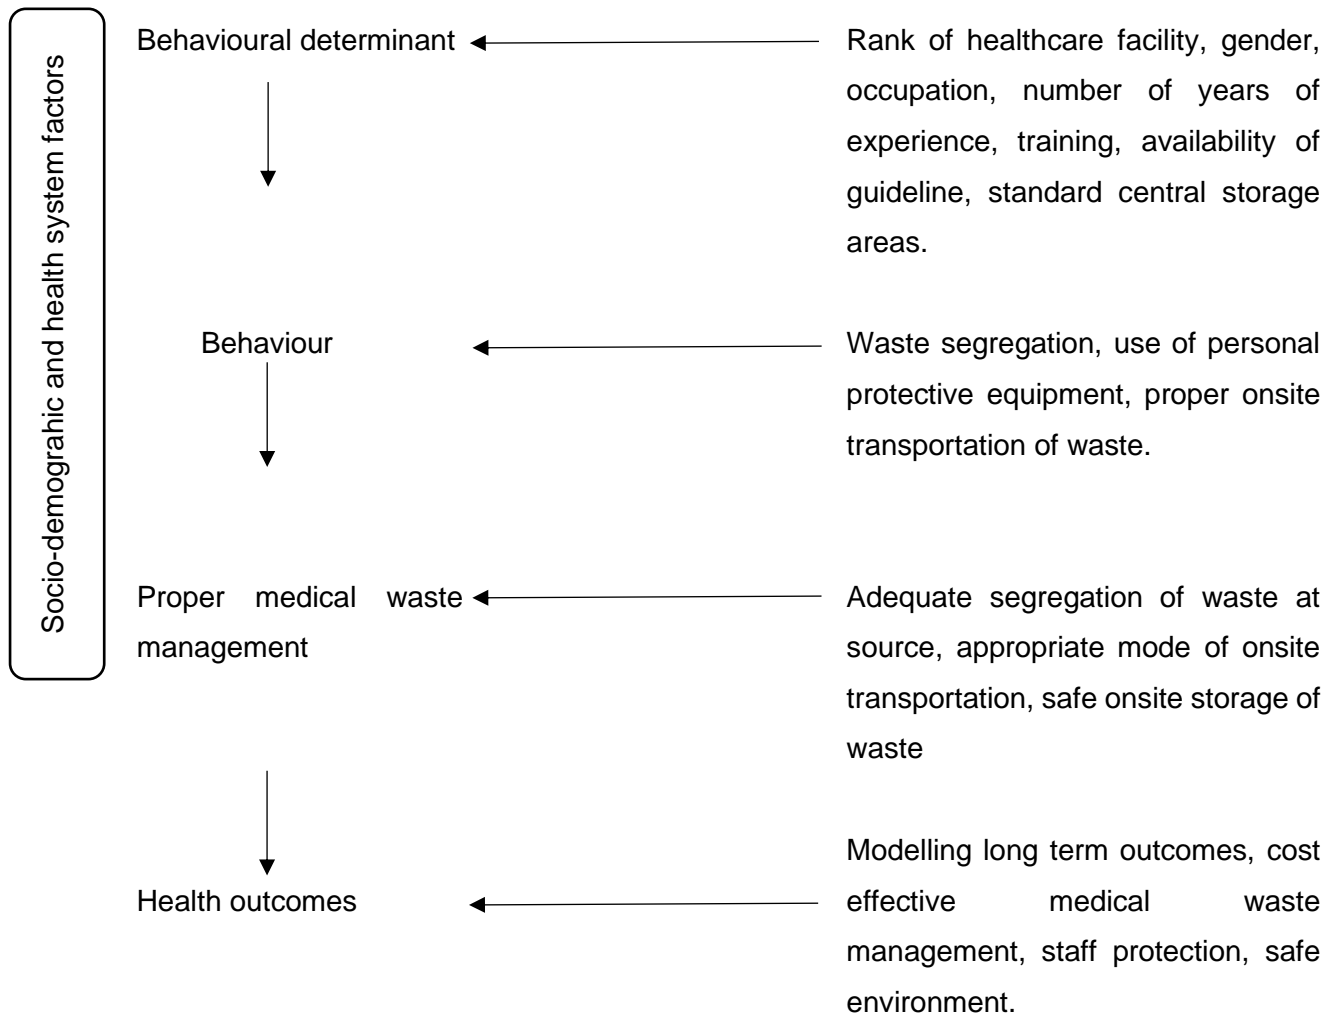 Socio-demograhic and health system factors
Behavioural determinant
Rank of healthcare facility, gender,
occupation, number of years of
experience, training, availability of
guideline, standard central storage
areas.
Behaviour
Waste segregation, use of personal
protective equipment, proper onsite
transportation of waste.
Proper medical waste
management
Adequate segregation of waste at
source, appropriate mode of onsite
transportation, safe onsite storage of
waste
Health outcomes
Modelling long term outcomes, cost
effective medical waste
management, staff protection, safe
environment.